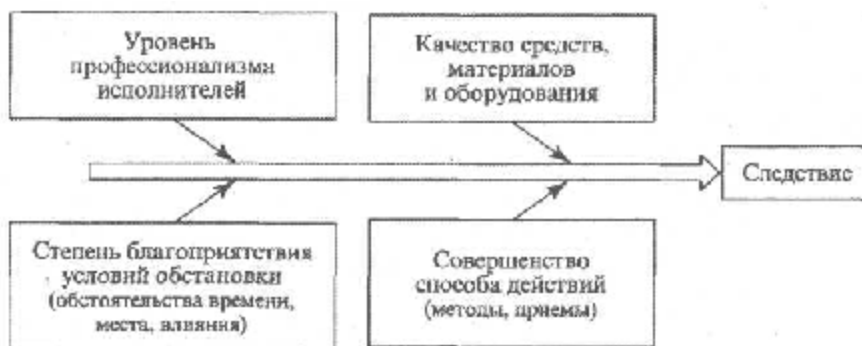 Уровень
профессионализма
исполнителей
Качество средств,
материалов
и оборудования
Следствие
Степень благоприятствия
условий обстановки
(обстоятельства времени,
места, влияния)
Совершенство
способа действий
(методы, приемы)